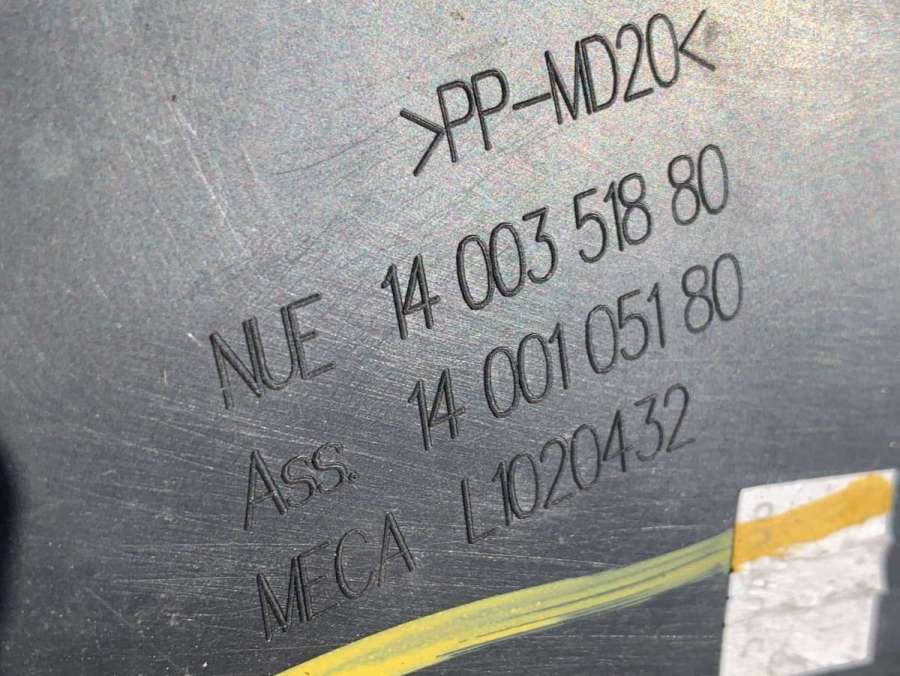 >PP-MD20<
NUE 14 003 518 80
Ass. 14 001 051 80
MECA L1020432